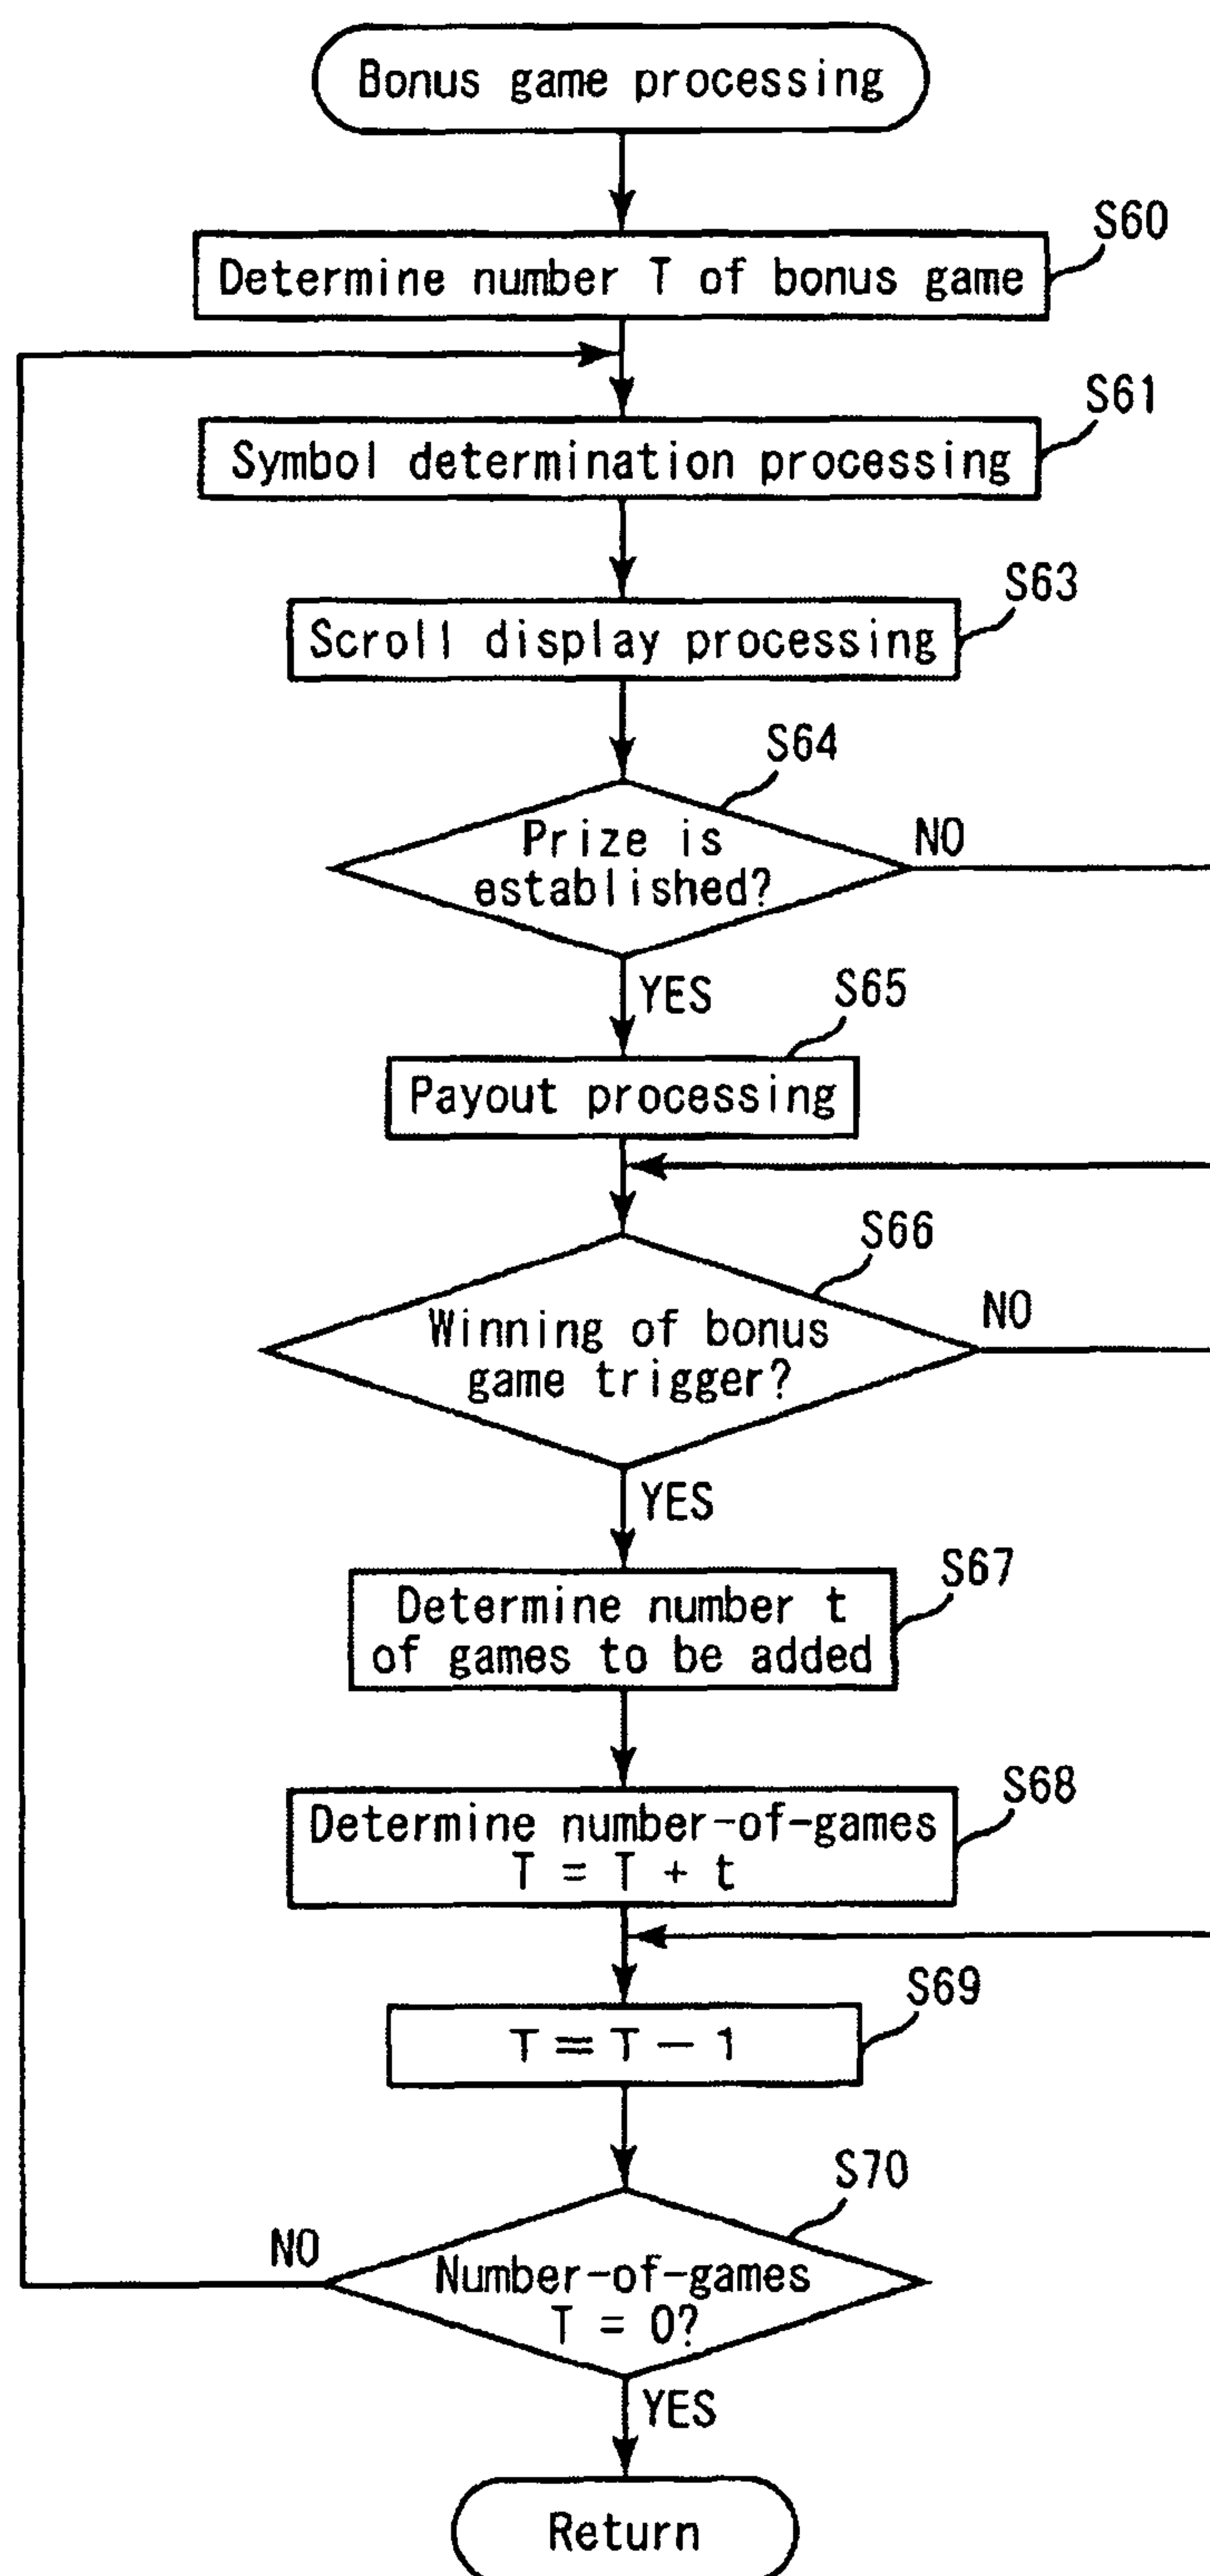 Bonus game processing
S60
Determine number T of bonus game
S61
Symbol determination processing
S63
Scroll display processing
S64
Prize is
established?
NO
YES
S65
Payout processing
S66
Winning of bonus
game trigger?
NO
YES
S67
Determine number t
of games to be added
S68
Determine number-of-games
T = T + t
S69
T = T - 1
S70
NO
Number-of-games
T = 0?
YES
Return